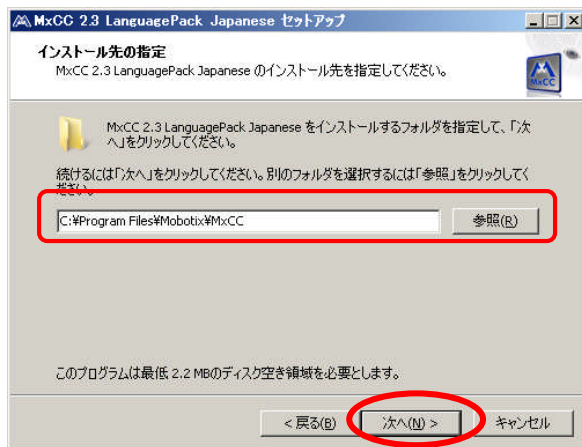 MxCC 2.3 LanguagePack Japanese セットアップ
インストール先の指定
MxCC 2.3 LanguagePack Japanese のインストール先を指定してください。
MxCC
MxCC 2.3 LanguagePack Japanese をインストールするフォルダを指定して、「次
へ」をクリックしてください。
続けるには「次へ」をクリックしてください。別のフォルダを選択するには「参照」をクリックしてく
ださい。
C:¥Program Files¥Mobotix¥MxCC
参照(R)
このプログラムは最低 2.2 MBのディスク空き領域を必要とします。
< 戻る(B)
次へ(N) >
キャンセル